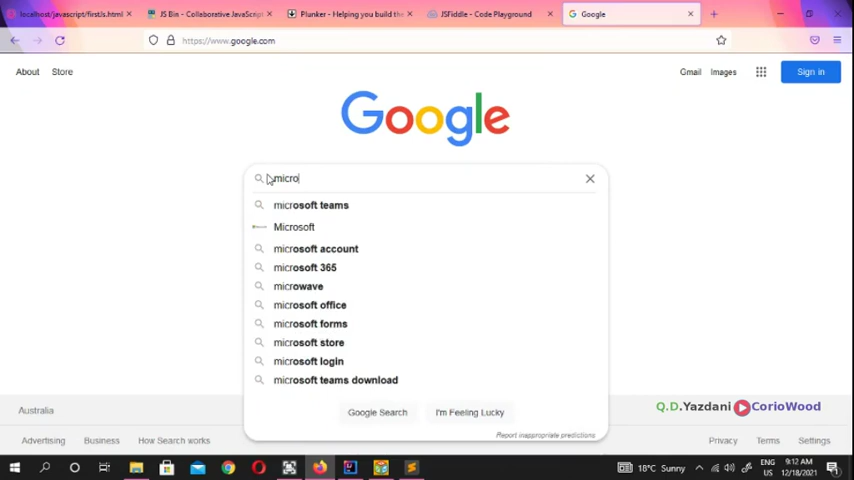 localhost/javascript/firstJs.html
JS Bin - Collaborative JavaScript
Plunker - Helping you build the
JSFiddle - Code Playground
Google
https://www.google.com
About Store Gmail Images Sign in
Google
micro
microsoft teams
Microsoft
microsoft account
microsoft 365
microwave
microsoft office
microsoft forms
microsoft store
microsoft login
microsoft teams download
Google Search I'm Feeling Lucky
Report inappropriate predictions
Q.D.Yazdani CorioWood
Australia
Advertising Business How Search works Privacy Terms Settings
18°C Sunny ENG US 9:12 AM 12/18/2021